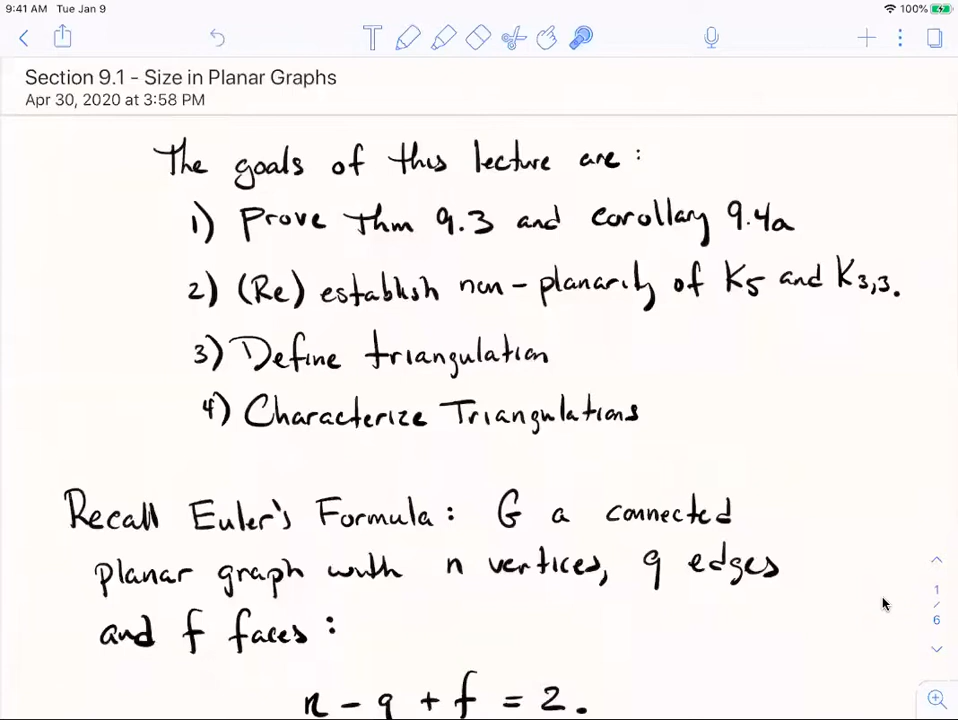 9:41 AM Tue Jan 9 100%
Section 9.1 - Size in Planar Graphs
Apr 30, 2020 at 3:58 PM
The goals of this lecture are :
1) Prove Thm 9.3 and corollary 9.4a
2) (Re) establish non-planarity of K5 and K3,3.
3) Define triangulation
4) Characterize Triangulations
Recall Euler's Formula : G a connected
planar graph with n vertices, q edges
and f faces :
n - q + f = 2.
1
/
6